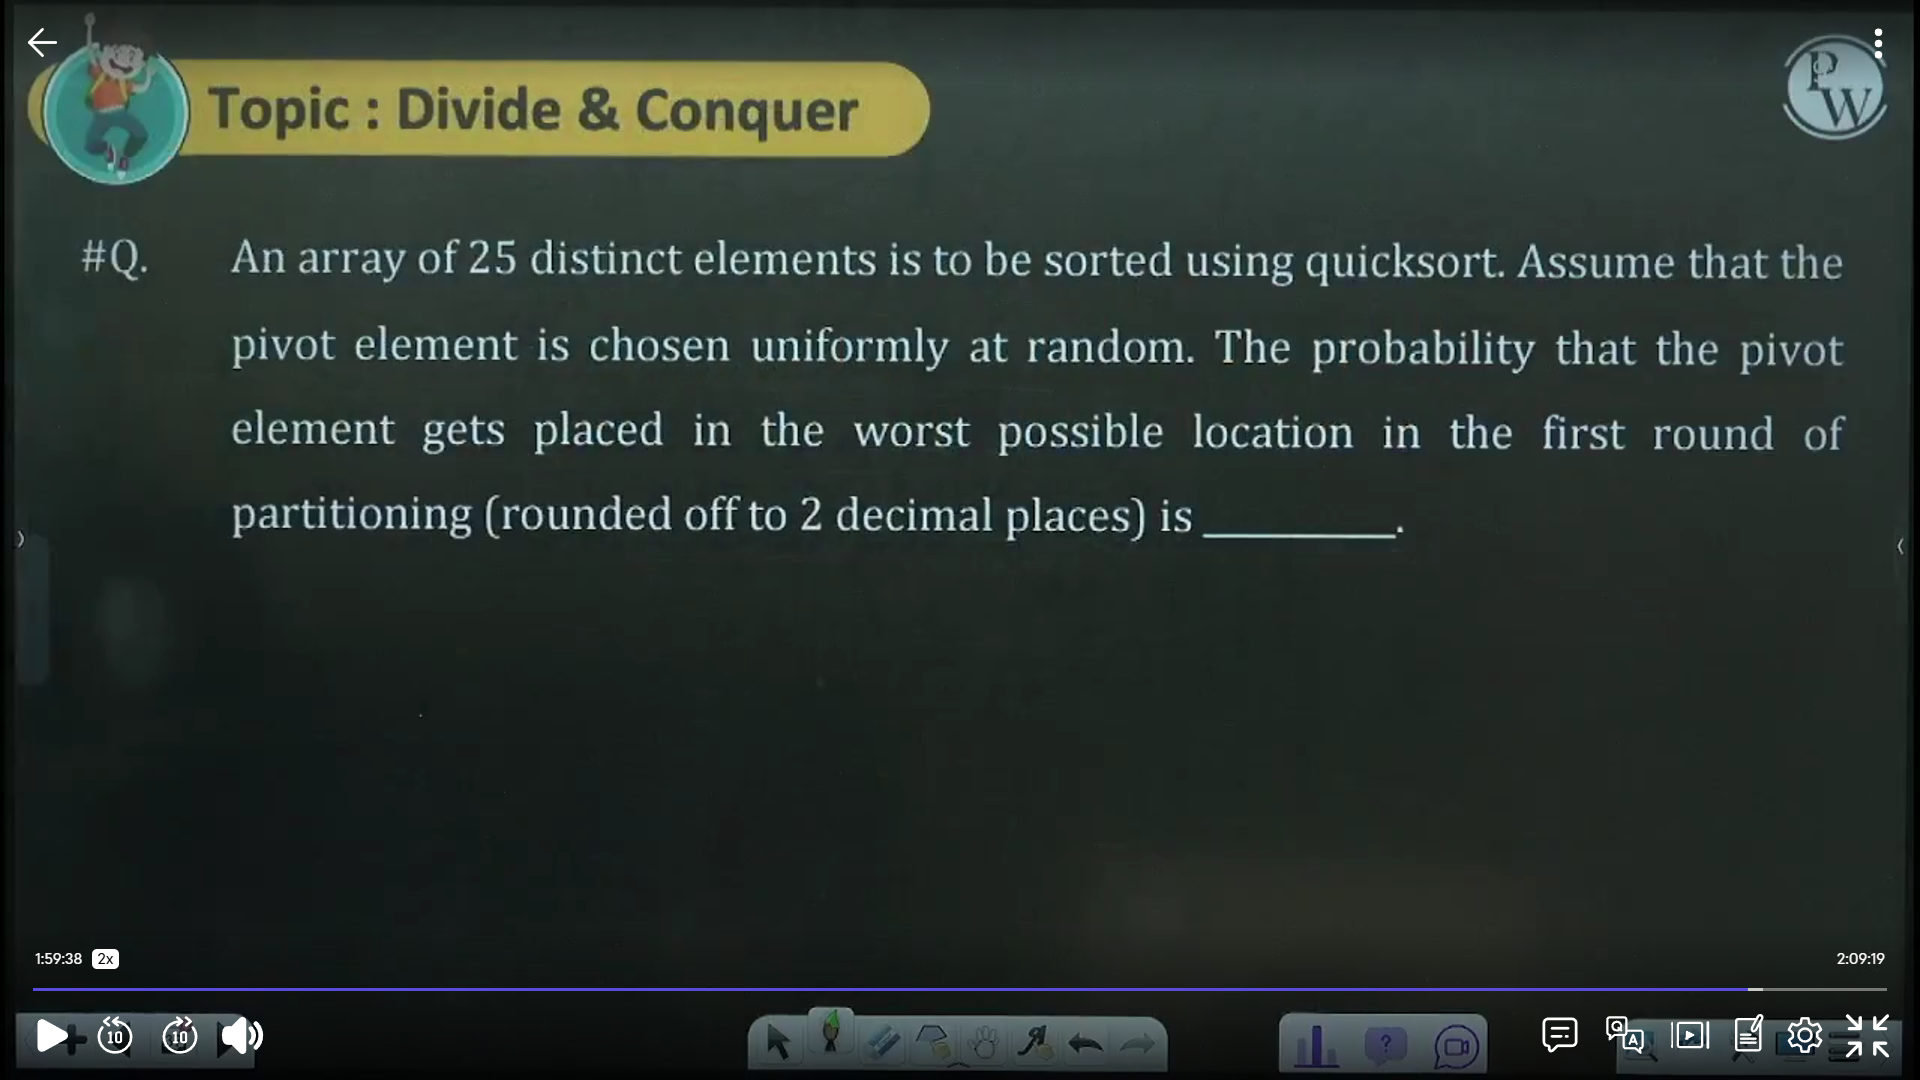 Topic : Divide & Conquer
PW
#Q. An array of 25 distinct elements is to be sorted using quicksort. Assume that the
pivot element is chosen uniformly at random. The probability that the pivot
element gets placed in the worst possible location in the first round of
partitioning (rounded off to 2 decimal places) is ________.
1:59:38 2x 2:09:19
10 10